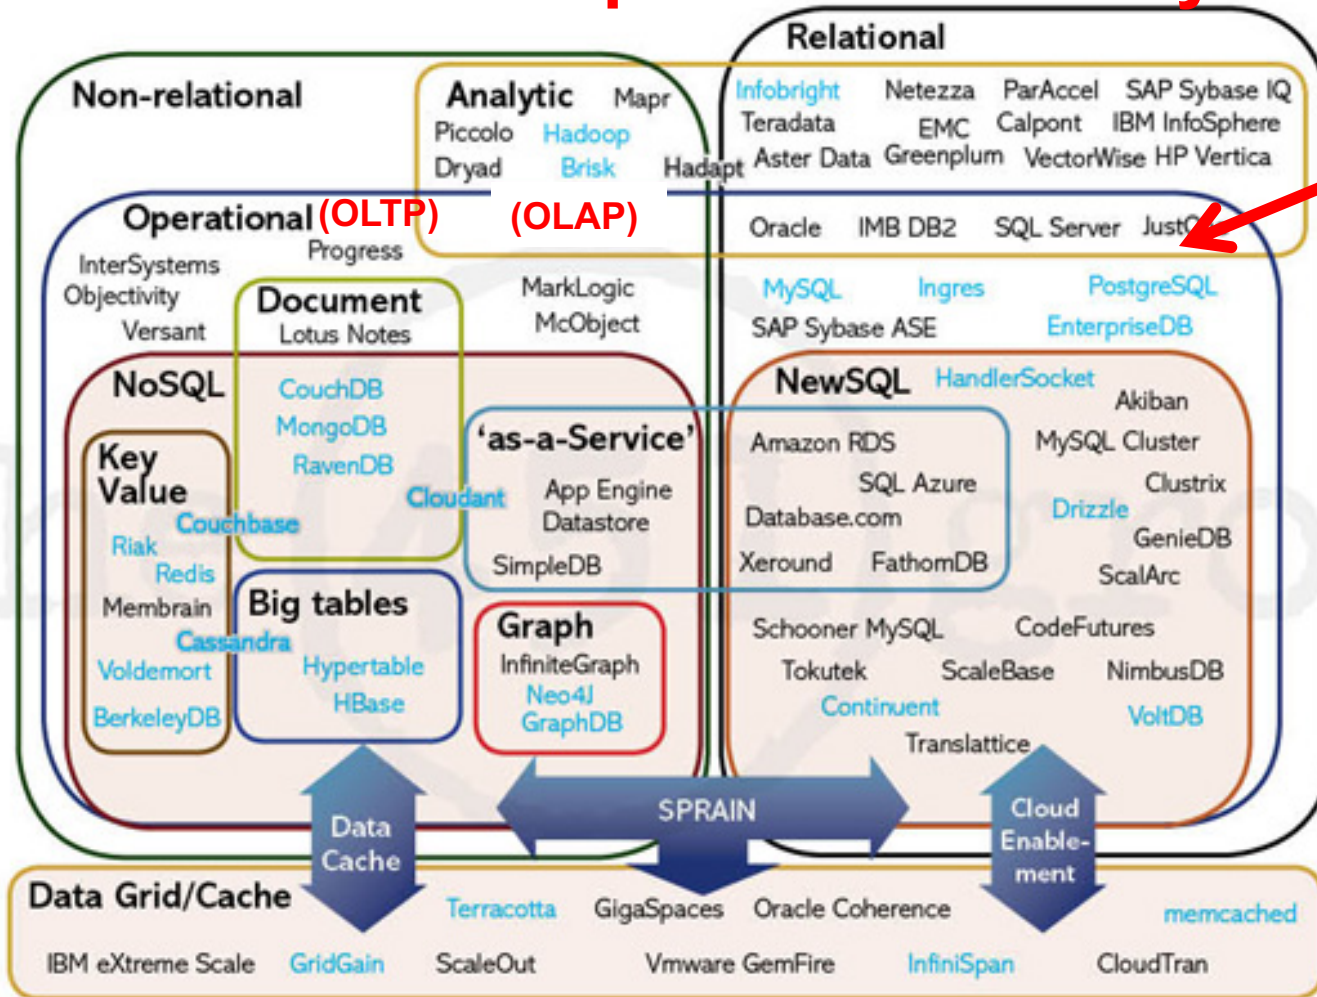 Relational
Non-relational
Analytic
Mapr
Piccolo
Hadoop
Dryad
Brisk
Hadapt
Infobright
Netezza
ParAccel
SAP Sybase IQ
Teradata
EMC
Calpont
IBM InfoSphere
Aster Data
Greenplum
VectorWise
HP Vertica
Operational (OLTP)
(OLAP)
Oracle
IMB DB2
SQL Server
Progress
InterSystems
Objectivity
Versant
Document
Lotus Notes
MarkLogic
McObject
MySQL
Ingres
PostgreSQL
SAP Sybase ASE
EnterpriseDB
NoSQL
CouchDB
MongoDB
RavenDB
Key
Value
Couchbase
Riak
Redis
Membrain
Cassandra
Voldemort
BerkeleyDB
Cloudant
'as-a-Service'
App Engine
Datastore
SimpleDB
Big tables
Hypertable
HBase
Graph
InfiniteGraph
Neo4J
GraphDB
NewSQL
HandlerSocket
Akiban
Amazon RDS
MySQL Cluster
SQL Azure
Clustrix
Database.com
Drizzle
GenieDB
Xeround
FathomDB
ScalArc
Schooner MySQL
CodeFutures
Tokutek
ScaleBase
NimbusDB
Continuent
VoltDB
Translattice
Data
Cache
SPRAIN
Cloud
Enable-
ment
Data Grid/Cache
Terracotta
GigaSpaces
Oracle Coherence
memcached
IBM eXtreme Scale
GridGain
ScaleOut
Vmware GemFire
InfiniSpan
CloudTran